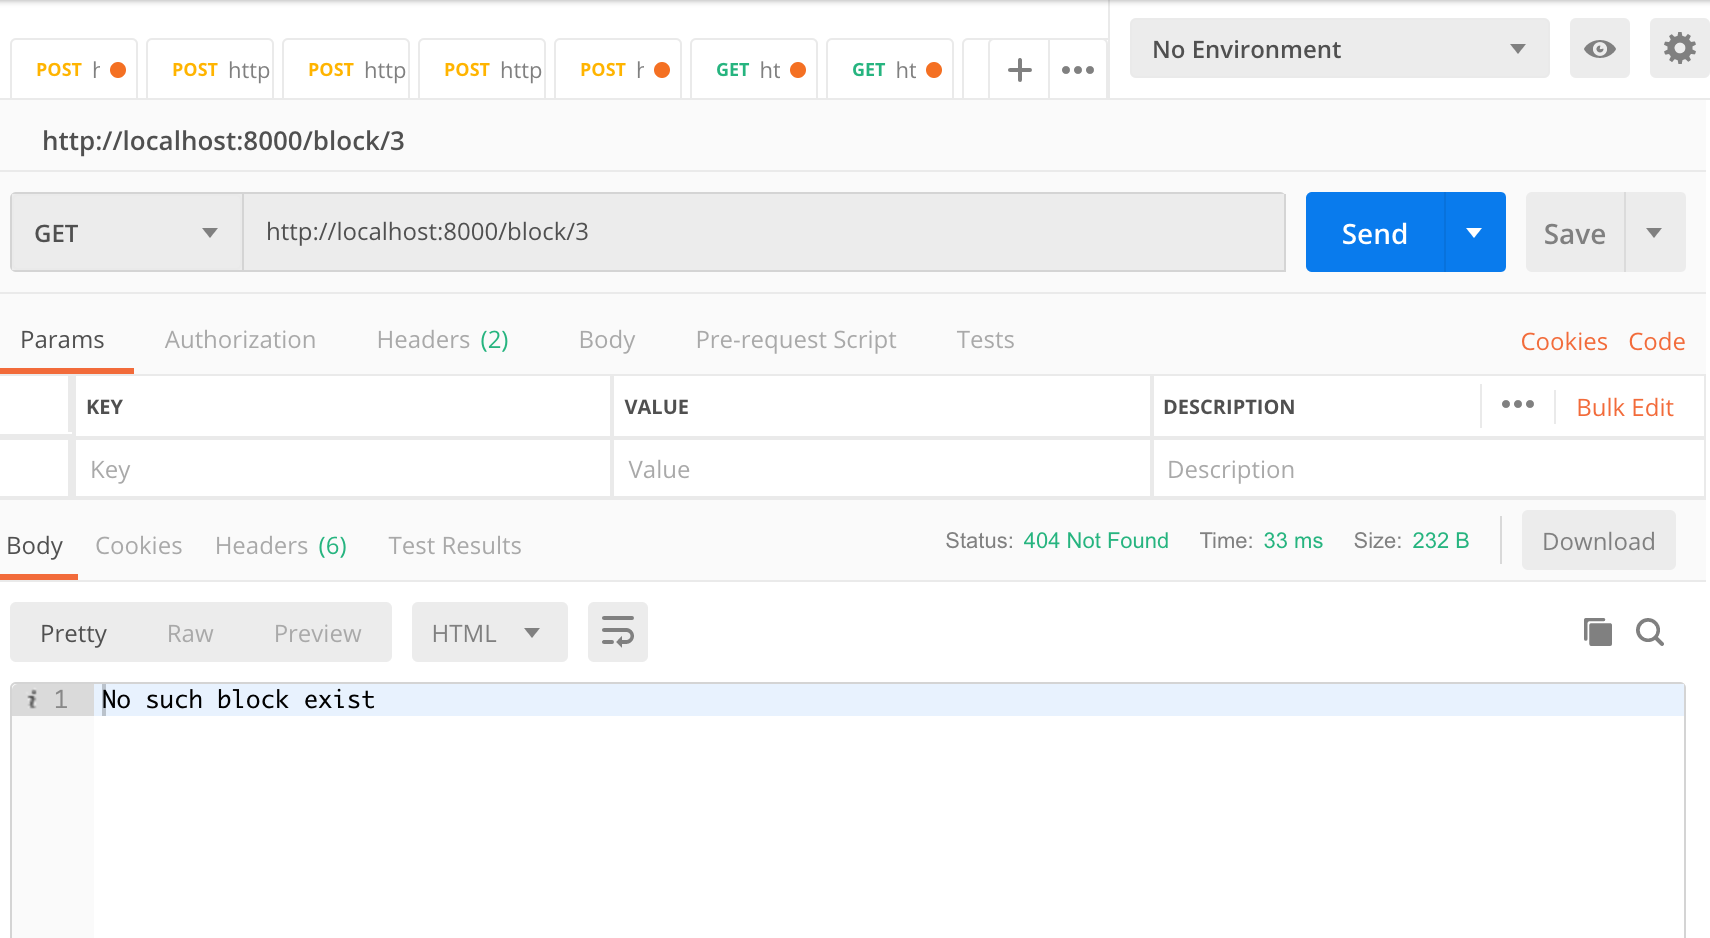 POST h POST http POST http POST http POST h GET ht GET ht No Environment
http://localhost:8000/block/3
GET http://localhost:8000/block/3 Send Save
Params Authorization Headers (2) Body Pre-request Script Tests Cookies Code
KEY VALUE DESCRIPTION Bulk Edit
Key Value Description
Body Cookies Headers (6) Test Results Status: 404 Not Found Time: 33 ms Size: 232 B Download
Pretty Raw Preview HTML
i 1 No such block exist